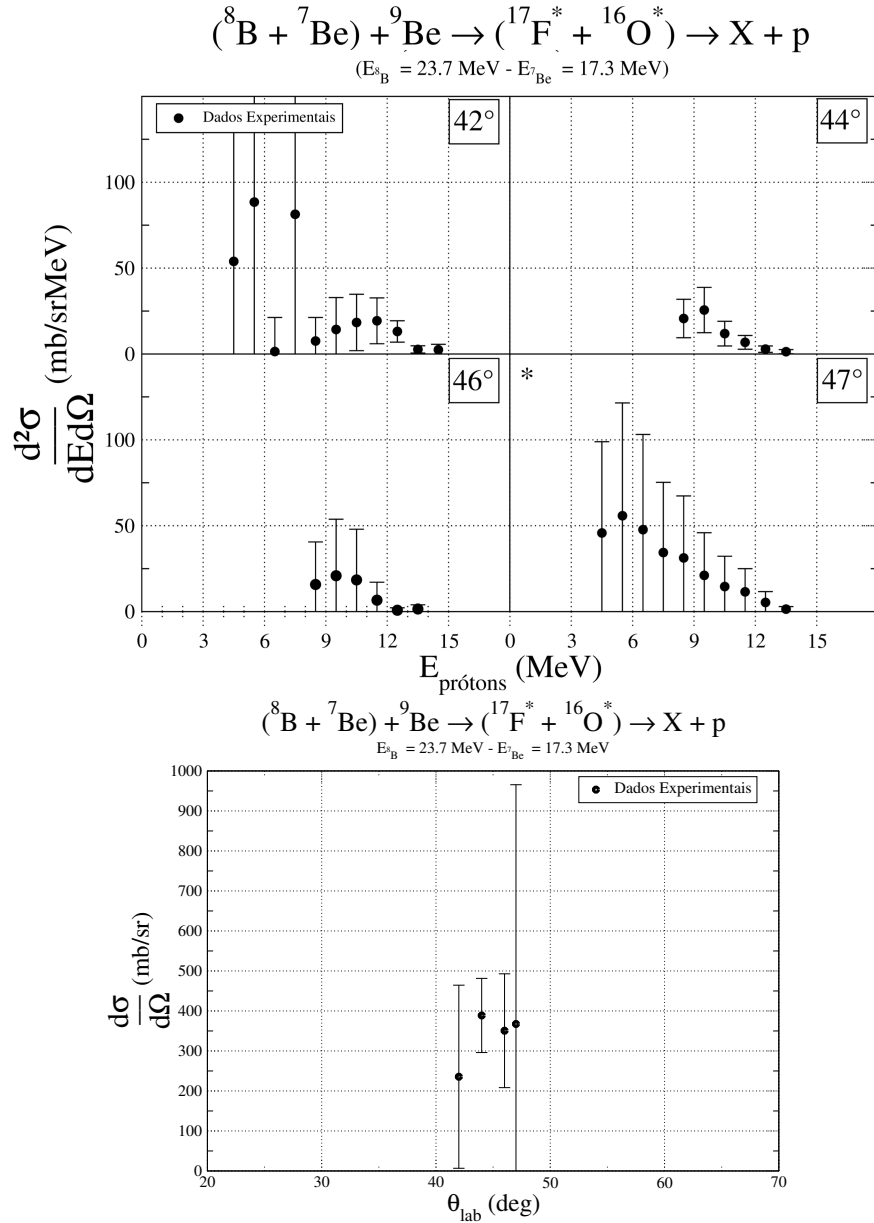 (⁸B + ⁷Be) + ⁹Be → (¹⁷F* + ¹⁶O*) → X + p
(E⁸B = 23.7 MeV - E⁷Be = 17.3 MeV)
Dados Experimentais
42°
44°
100
50
0
d²σ/dEdΩ (mb/srMeV)
46°
*
47°
100
50
0
0 3 6 9 12 15 0 3 6 9 12 15
E prótons (MeV)
(⁸B + ⁷Be) + ⁹Be → (¹⁷F* + ¹⁶O*) → X + p
E⁸B = 23.7 MeV - E⁷Be = 17.3 MeV
Dados Experimentais
1000
900
800
700
600
500
400
300
200
100
0
dσ/dΩ (mb/sr)
20 30 40 50 60 70
θlab (deg)